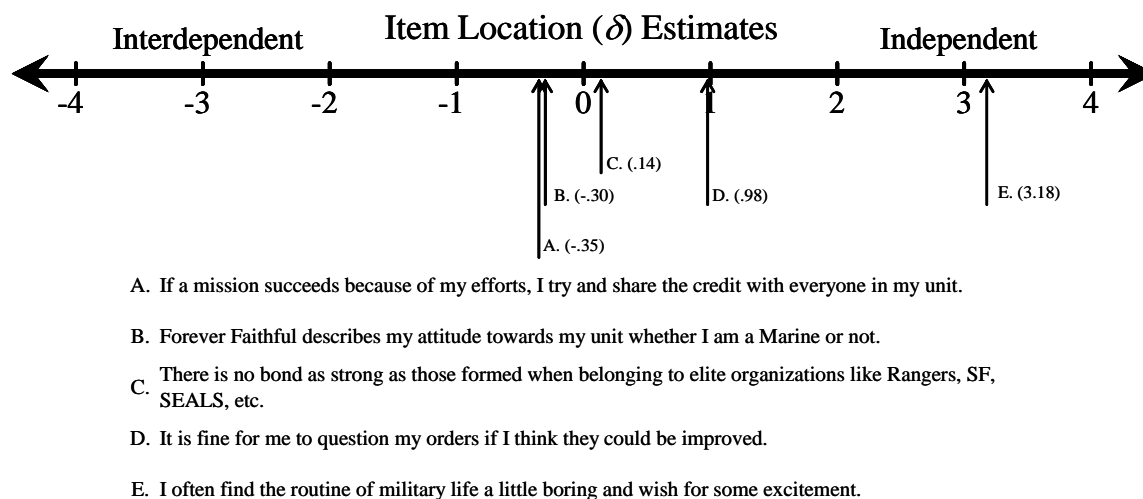 Item Location (δ) Estimates
Interdependent
Independent
-4 -3 -2 -1 0 1 2 3 4
C. (.14)
B. (-.30)
D. (.98)
E. (3.18)
A. (-.35)
A. If a mission succeeds because of my efforts, I try and share the credit with everyone in my unit.
B. Forever Faithful describes my attitude towards my unit whether I am a Marine or not.
C. There is no bond as strong as those formed when belonging to elite organizations like Rangers, SF,
SEALS, etc.
D. It is fine for me to question my orders if I think they could be improved.
E. I often find the routine of military life a little boring and wish for some excitement.